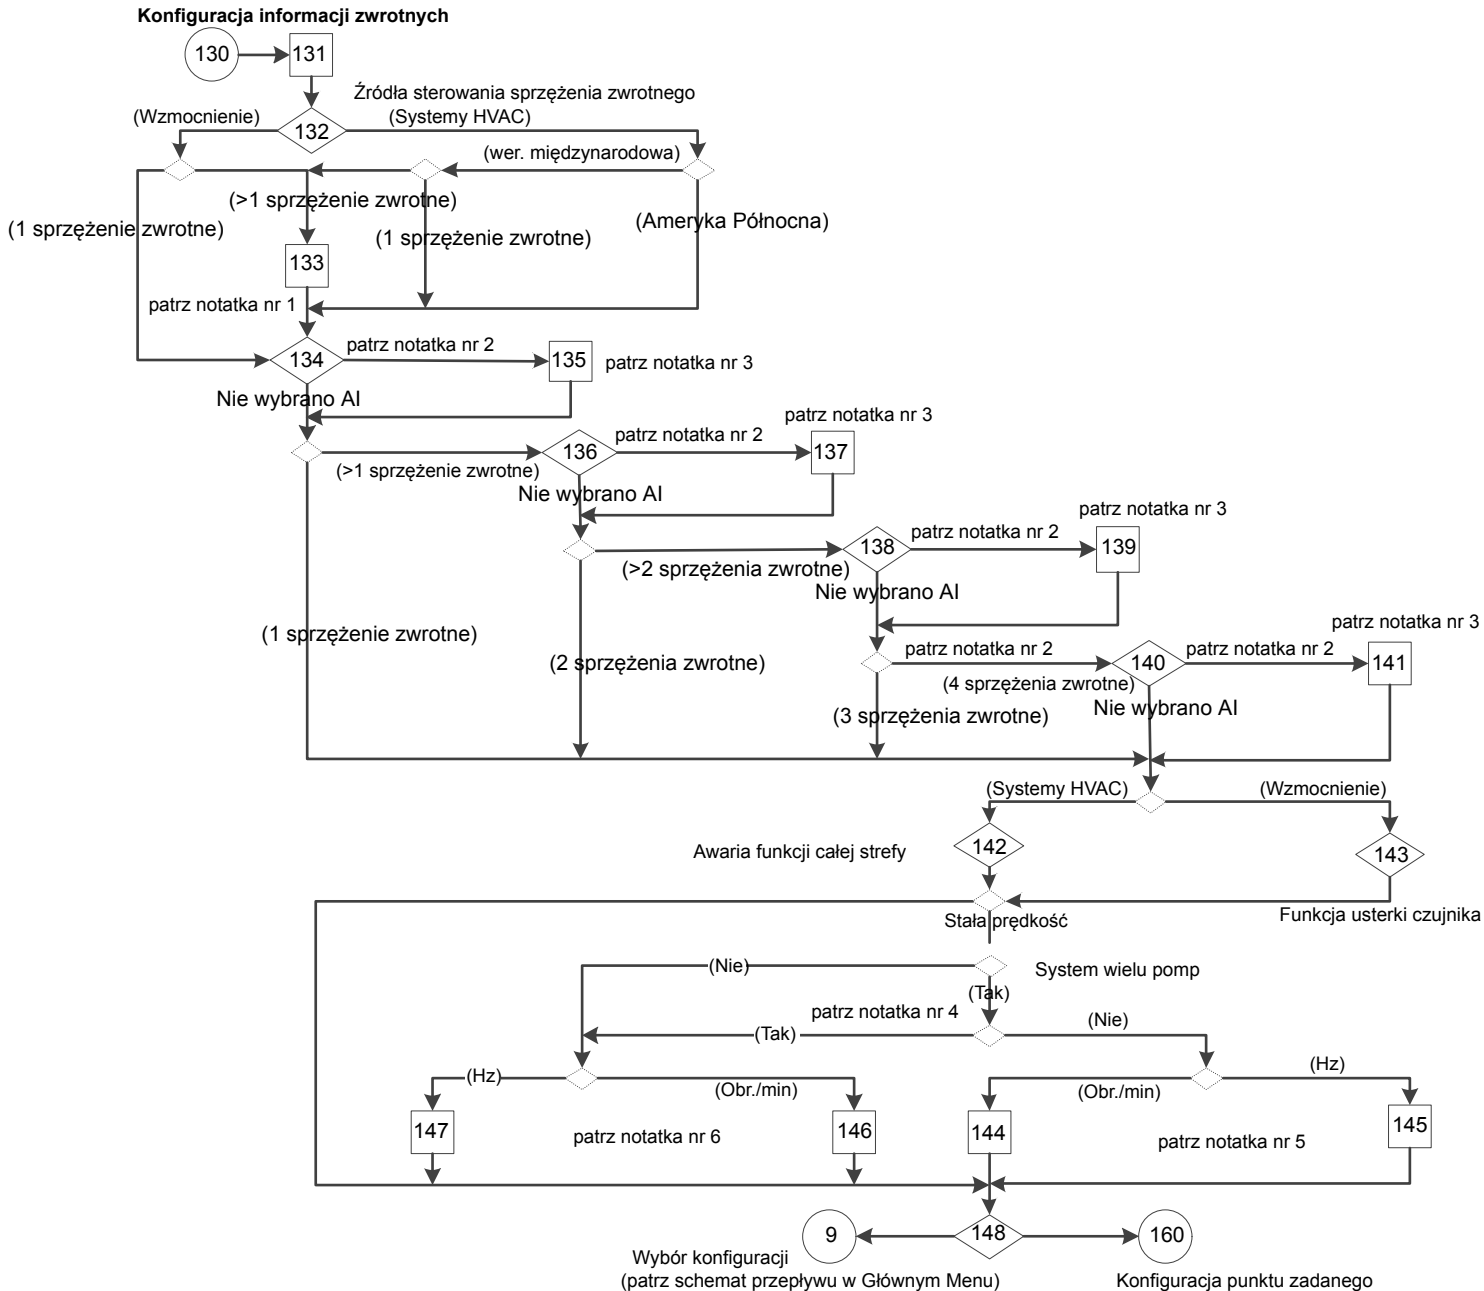 Konfiguracja informacji zwrotnych
130
131
Źródła sterowania sprzężenia zwrotnego
(Wzmocnienie)
132
(Systemy HVAC)
(wer. międzynarodowa)
(>1 sprzężenie zwrotne)
(1 sprzężenie zwrotne)
(1 sprzężenie zwrotne)
(Ameryka Północna)
133
patrz notatka nr 1
134
patrz notatka nr 2
135
patrz notatka nr 3
Nie wybrano AI
(>1 sprzężenie zwrotne)
136
patrz notatka nr 2
patrz notatka nr 3
137
Nie wybrano AI
(>2 sprzężenia zwrotne)
138
patrz notatka nr 2
patrz notatka nr 3
139
Nie wybrano AI
(1 sprzężenie zwrotne)
(2 sprzężenia zwrotne)
patrz notatka nr 2
(4 sprzężenia zwrotne)
140
patrz notatka nr 2
patrz notatka nr 3
141
(3 sprzężenia zwrotne)
Nie wybrano AI
(Systemy HVAC)
(Wzmocnienie)
Awaria funkcji całej strefy
142
143
Stała prędkość
Funkcja usterki czujnika
(Nie)
System wielu pomp
(Tak)
patrz notatka nr 4
(Tak)
(Nie)
(Hz)
(Obr./min)
(Obr./min)
(Hz)
147
patrz notatka nr 6
146
144
patrz notatka nr 5
145
9
148
160
Wybór konfiguracji
(patrz schemat przepływu w Głównym Menu)
Konfiguracja punktu zadanego